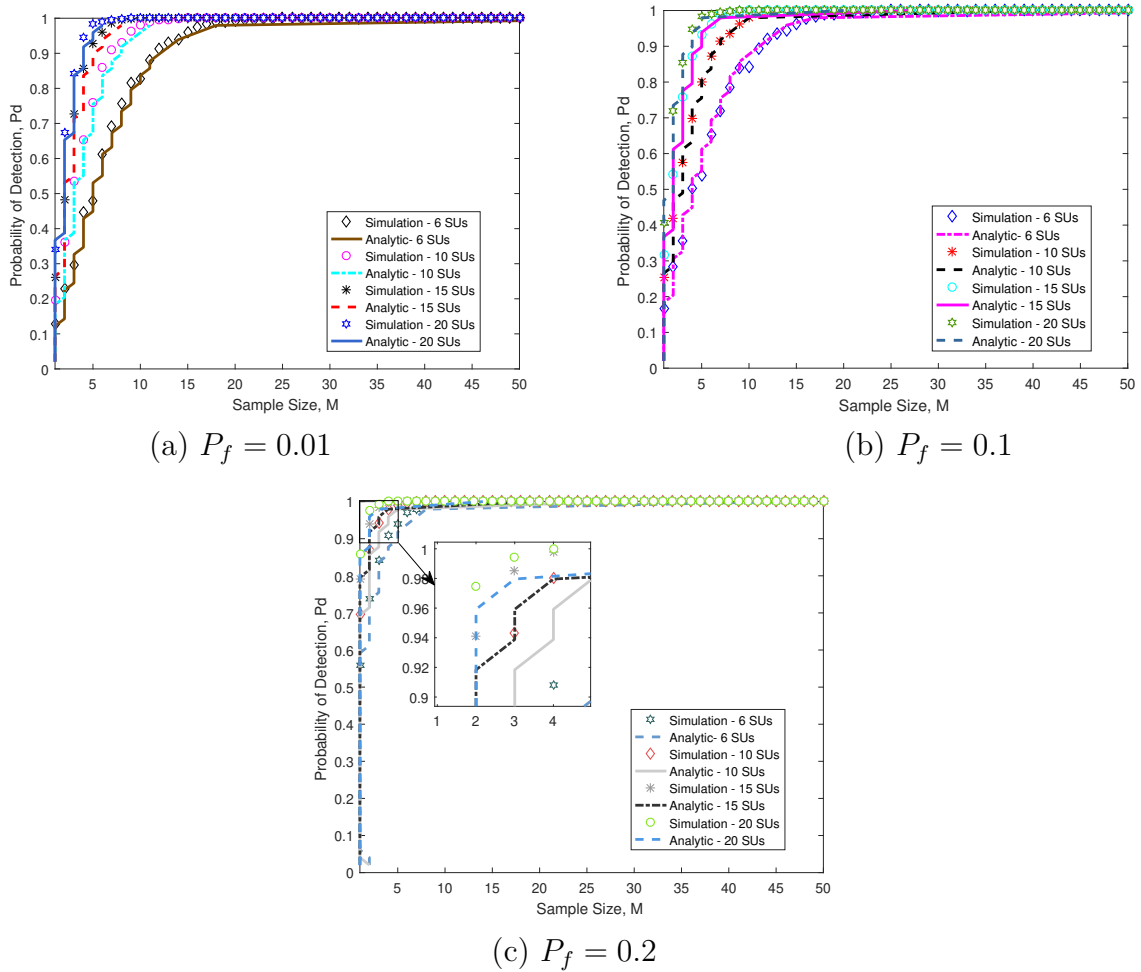 1
0.9
0.8
0.7
0.6
0.5
0.4
0.3
0.2
0.1
0
Probability of Detection, Pd
Simulation - 6 SUs
Analytic- 6 SUs
Simulation - 10 SUs
Analytic - 10 SUs
Simulation - 15 SUs
Analytic - 15 SUs
Simulation - 20 SUs
Analytic - 20 SUs
5 10 15 20 25 30 35 40 45 50
Sample Size, M
(a) P_f = 0.01
1
0.9
0.8
0.7
0.6
0.5
0.4
0.3
0.2
0.1
0
Probability of Detection, Pd
Simulation - 6 SUs
Analytic- 6 SUs
Simulation - 10 SUs
Analytic - 10 SUs
Simulation - 15 SUs
Analytic - 15 SUs
Simulation - 20 SUs
Analytic - 20 SUs
5 10 15 20 25 30 35 40 45 50
Sample Size, M
(b) P_f = 0.1
1
0.9
0.8
0.7
0.6
0.5
0.4
0.3
0.2
0.1
0
Probability of Detection, Pd
1
0.98
0.96
0.94
0.92
0.9
1 2 3 4
Simulation - 6 SUs
Analytic- 6 SUs
Simulation - 10 SUs
Analytic - 10 SUs
Simulation - 15 SUs
Analytic - 15 SUs
Simulation - 20 SUs
Analytic - 20 SUs
5 10 15 20 25 30 35 40 45 50
Sample Size, M
(c) P_f = 0.2